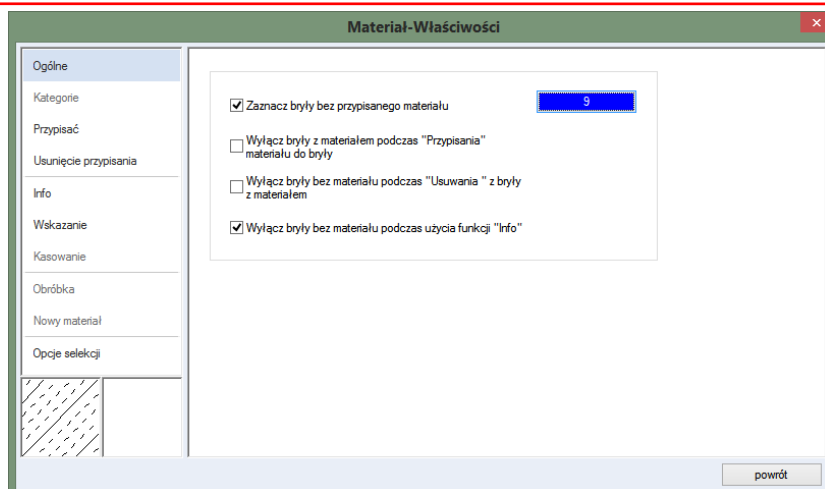 Materiał-Właściwości
Ogólne
Kategorie
Przypisać
Usunięcie przypisania
Info
Wskazanie
Kasowanie
Obróbka
Nowy materiał
Opcje selekcji
Zaznacz bryły bez przypisanego materiału
9
Wyłącz bryły z materiałem podczas "Przypisania"
materiału do bryły
Wyłącz bryły bez materiału podczas "Usuwania " z bryły
z materiałem
Wyłącz bryły bez materiału podczas użycia funkcji "Info"
powrót